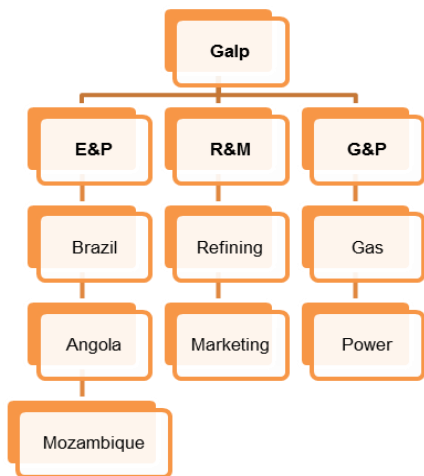 Galp
E&P
R&M
G&P
Brazil
Refining
Gas
Angola
Marketing
Power
Mozambique